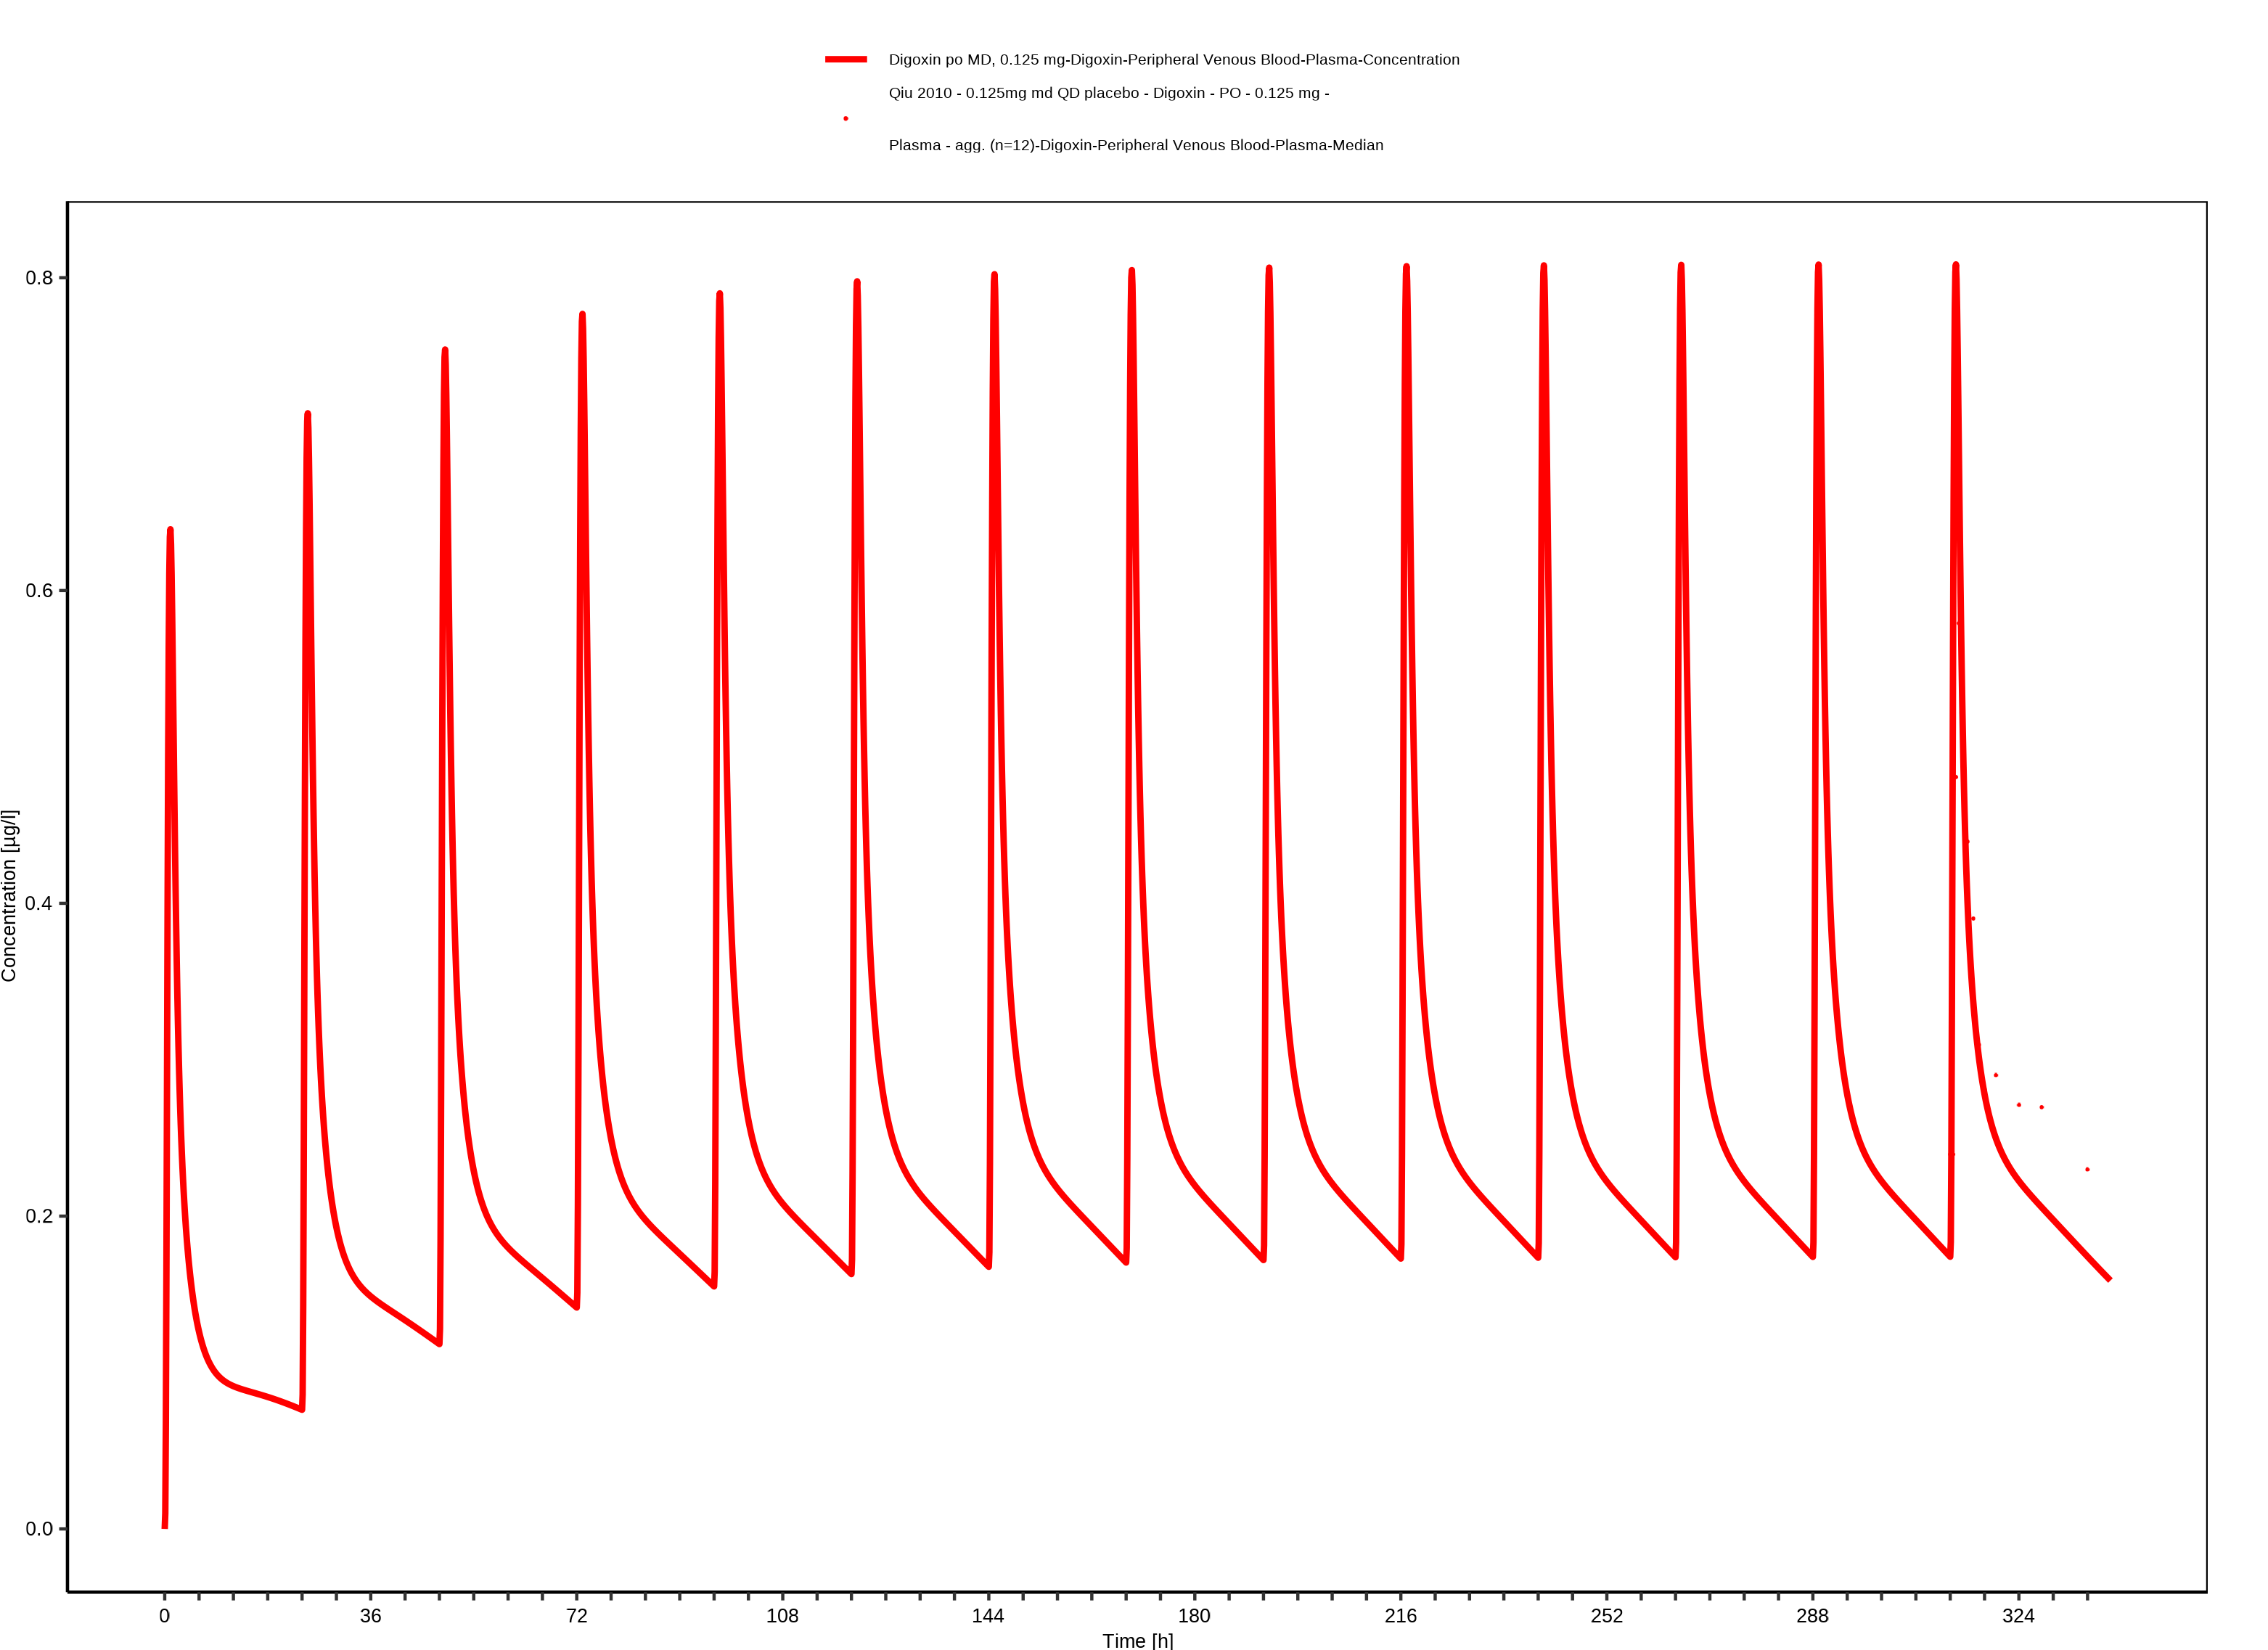 Digoxin po MD, 0.125 mg-Digoxin-Peripheral Venous Blood-Plasma-Concentration
Qiu 2010 - 0.125mg md QD placebo - Digoxin - PO - 0.125 mg -
Plasma - agg. (n=12)-Digoxin-Peripheral Venous Blood-Plasma-Median
Concentration [µg/l]
0.8
0.6
0.4
0.2
0.0
0 36 72 108 144 180 216 252 288 324
Time [h]